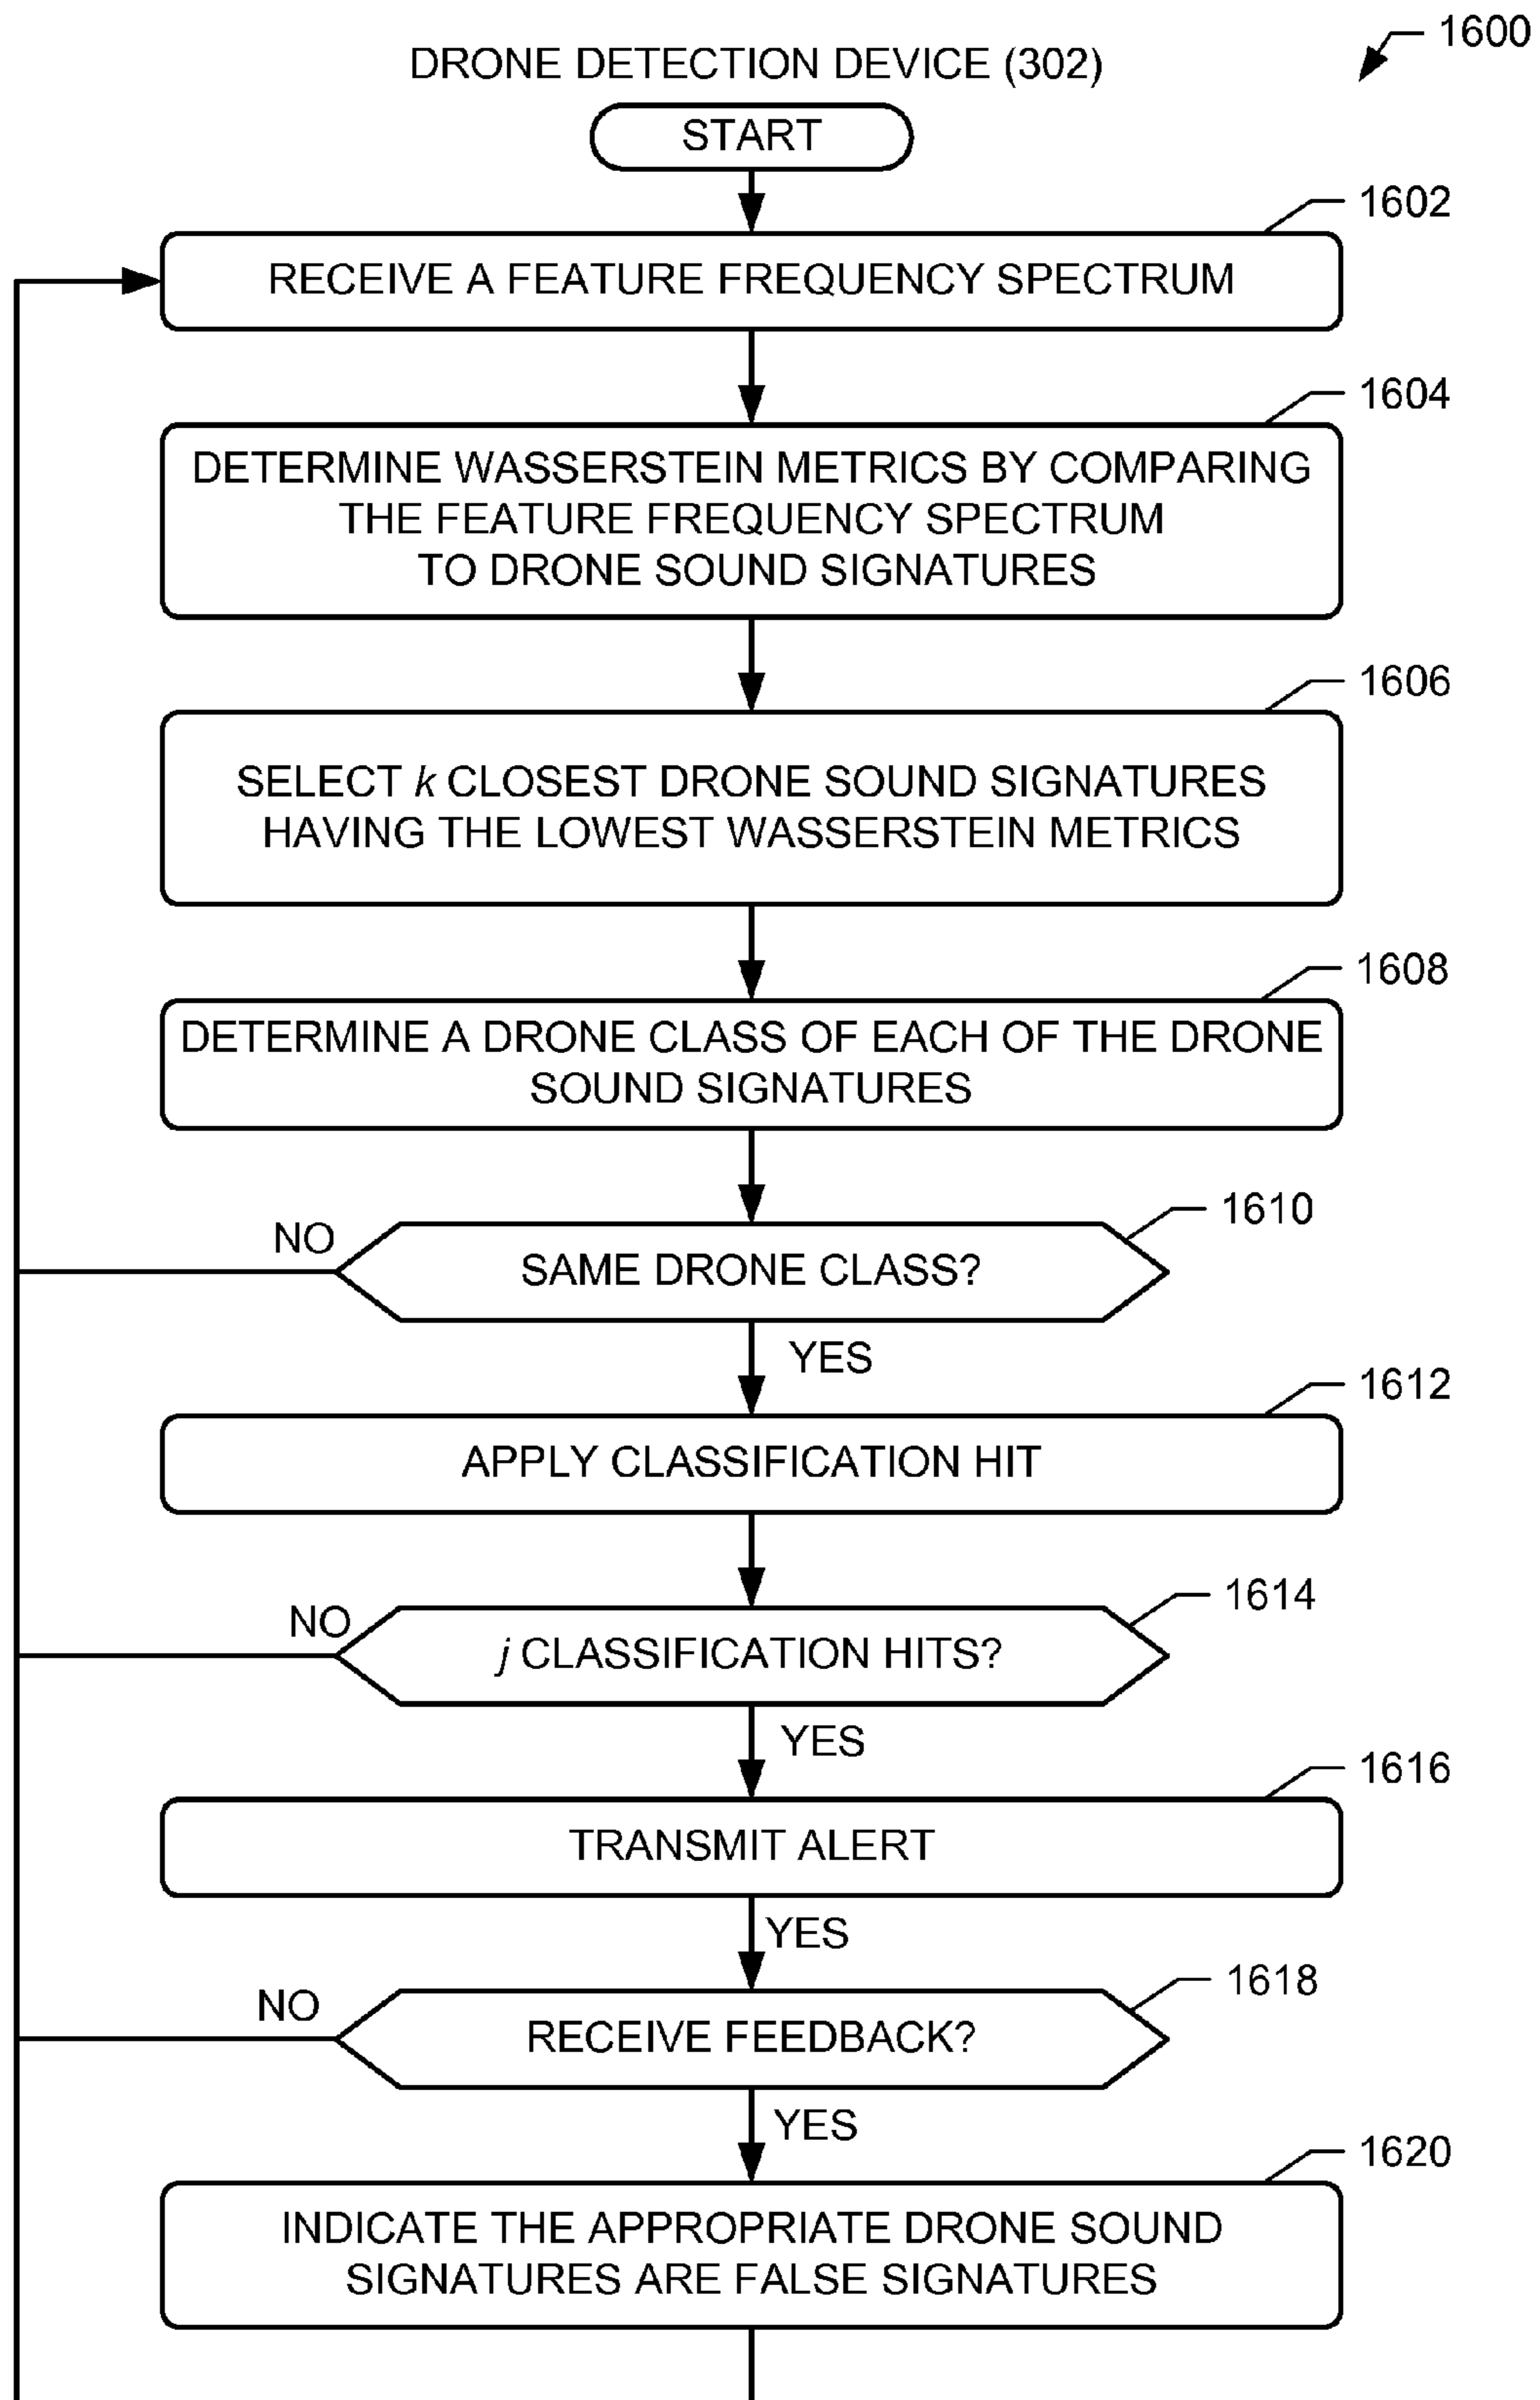 1600
DRONE DETECTION DEVICE (302)
START
1602
RECEIVE A FEATURE FREQUENCY SPECTRUM
1604
DETERMINE WASSERSTEIN METRICS BY COMPARING
THE FEATURE FREQUENCY SPECTRUM
TO DRONE SOUND SIGNATURES
1606
SELECT k CLOSEST DRONE SOUND SIGNATURES
HAVING THE LOWEST WASSERSTEIN METRICS
1608
DETERMINE A DRONE CLASS OF EACH OF THE DRONE
SOUND SIGNATURES
1610
NO
SAME DRONE CLASS?
YES
1612
APPLY CLASSIFICATION HIT
1614
NO
j CLASSIFICATION HITS?
YES
1616
TRANSMIT ALERT
YES
1618
NO
RECEIVE FEEDBACK?
YES
1620
INDICATE THE APPROPRIATE DRONE SOUND
SIGNATURES ARE FALSE SIGNATURES